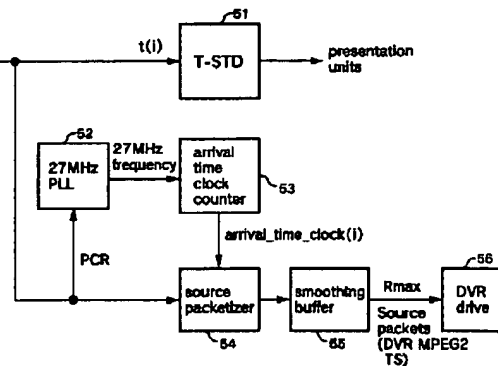 51
t(i)
T-STD
presentation
units
52
27MHz
PLL
27MHz
frequency
arrival
time
clock
counter
53
arrival_time_clock(i)
PCR
56
source
packetizer
smoothing
buffer
Rmax
DVR
drive
Source
packets
(DVR MPEG2
TS)
54
55